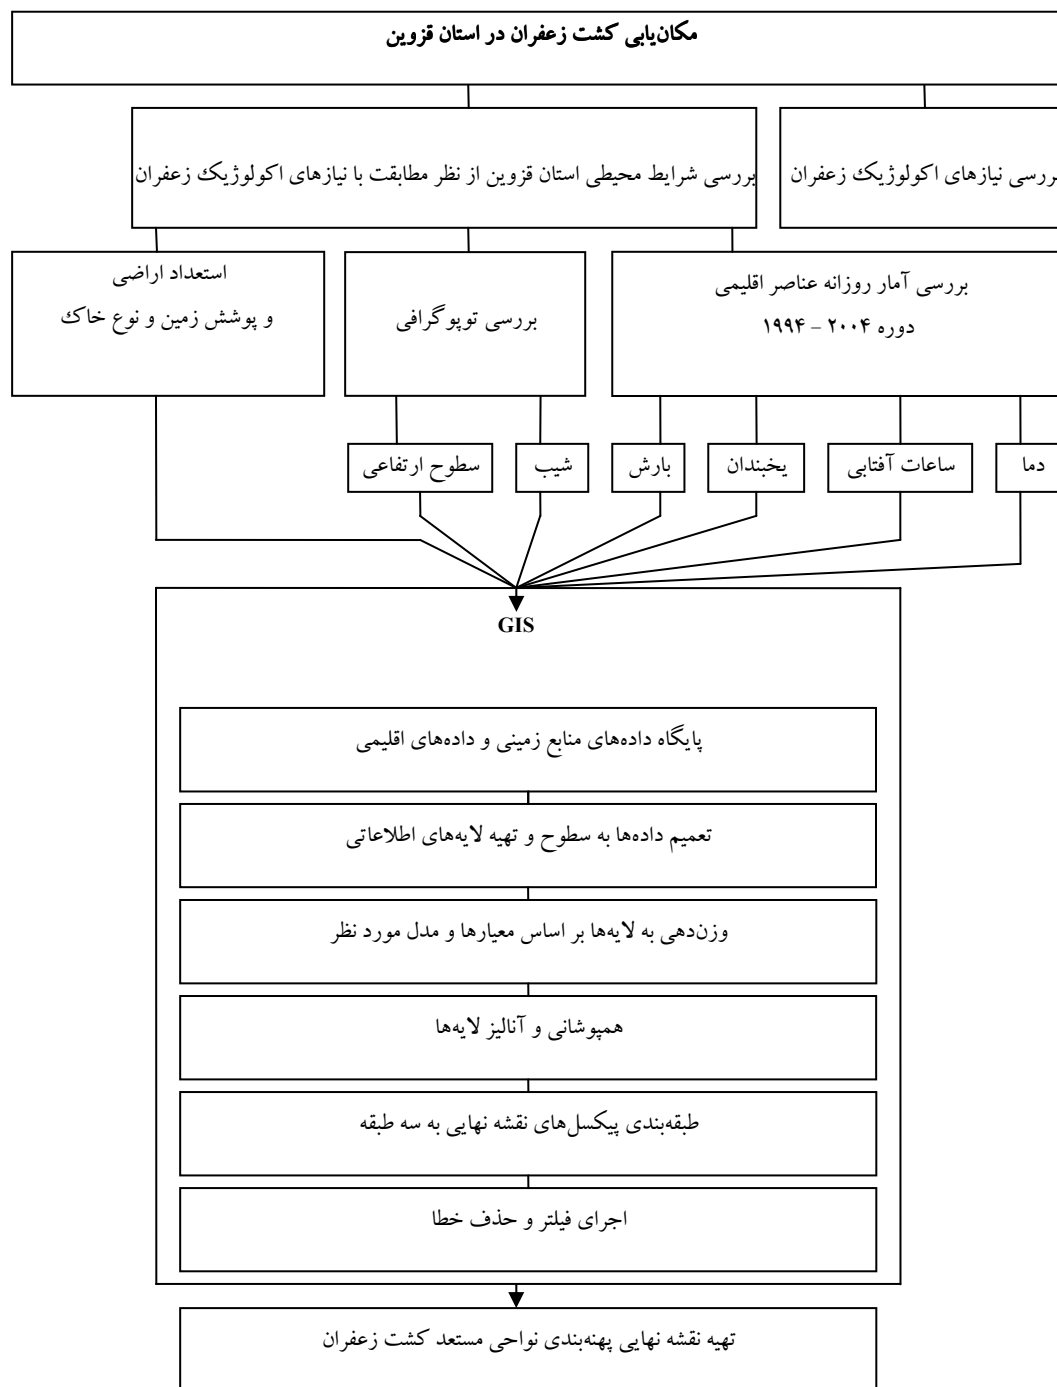 مکان‌یابی کشت زعفران در استان قزوین
بررسی نیازهای اکولوژیک زعفران
بررسی شرایط محیطی استان قزوین از نظر مطابقت با نیازهای اکولوژیک زعفران
بررسی آمار روزانه عناصر اقلیمی
دوره ۲۰۰۴ – ۱۹۹۴
بررسی توپوگرافی
استعداد اراضی
و پوشش زمین و نوع خاک
دما
ساعات آفتابی
یخبندان
بارش
شیب
سطوح ارتفاعی
GIS
پایگاه داده‌های منابع زمینی و داده‌های اقلیمی
تعمیم داده‌ها به سطوح و تهیه لایه‌های اطلاعاتی
وزن‌دهی به لایه‌ها بر اساس معیارها و مدل مورد نظر
همپوشانی و آنالیز لایه‌ها
طبقه‌بندی پیکسل‌های نقشه نهایی به سه طبقه
اجرای فیلتر و حذف خطا
تهیه نقشه نهایی پهنه‌بندی نواحی مستعد کشت زعفران